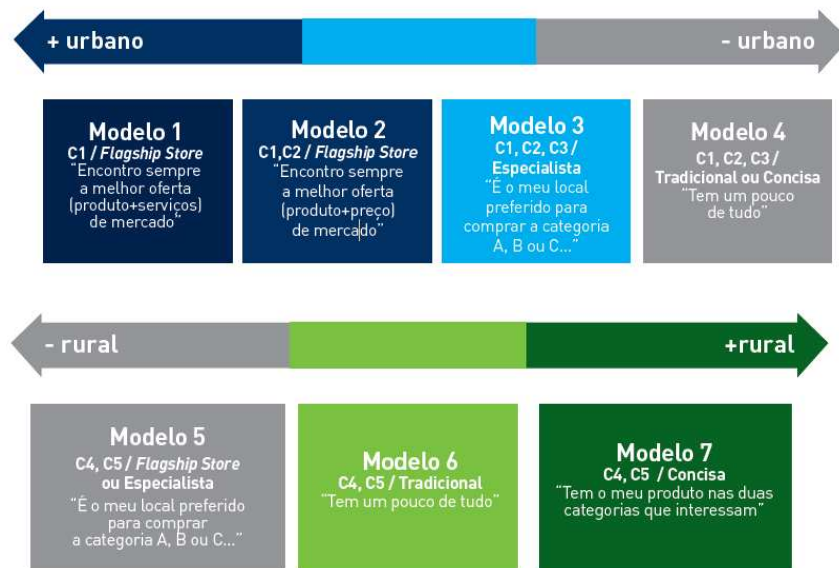 + urbano
- urbano
Modelo 1
C1 / Flagship Store
“Encontro sempre
a melhor oferta
(produto+serviços)
de mercado”
Modelo 2
C1,C2 / Flagship Store
“Encontro sempre
a melhor oferta
(produto+preço)
de mercado”
Modelo 3
C1, C2, C3 /
Especialista
“É o meu local
preferido para
comprar a categoria
A, B ou C...”
Modelo 4
C1, C2, C3 /
Tradicional ou Concisa
“Tem um pouco
de tudo”
- rural
+rural
Modelo 5
C4, C5 / Flagship Store
ou Especialista
“É o meu local preferido
para comprar
a categoria A, B ou C...”
Modelo 6
C4, C5 / Tradicional
“Tem um pouco de tudo”
Modelo 7
C4, C5 / Concisa
“Tem o meu produto nas duas
categorias que interessam”